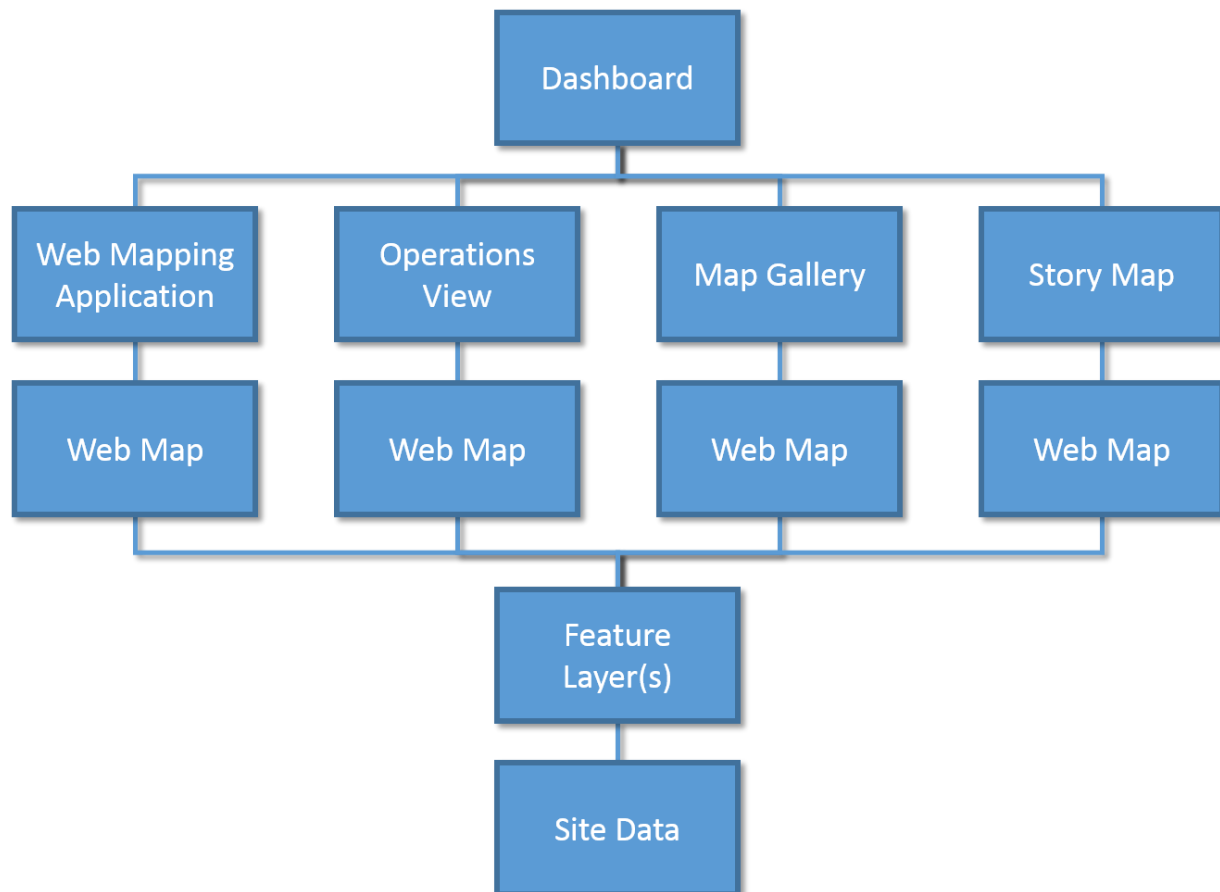 Dashboard
Web Mapping
Application
Operations
View
Map Gallery
Story Map
Web Map
Web Map
Web Map
Web Map
Feature
Layer(s)
Site Data